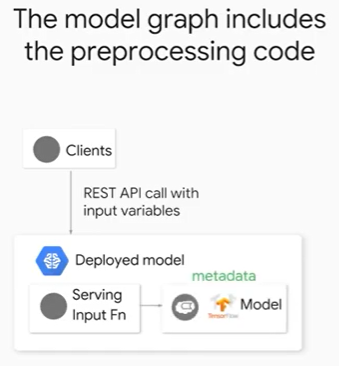 The model graph includes
the preprocessing code
Clients
REST API call with
input variables
Deployed model
metadata
Serving
Input Fn
Model
TensorFlow